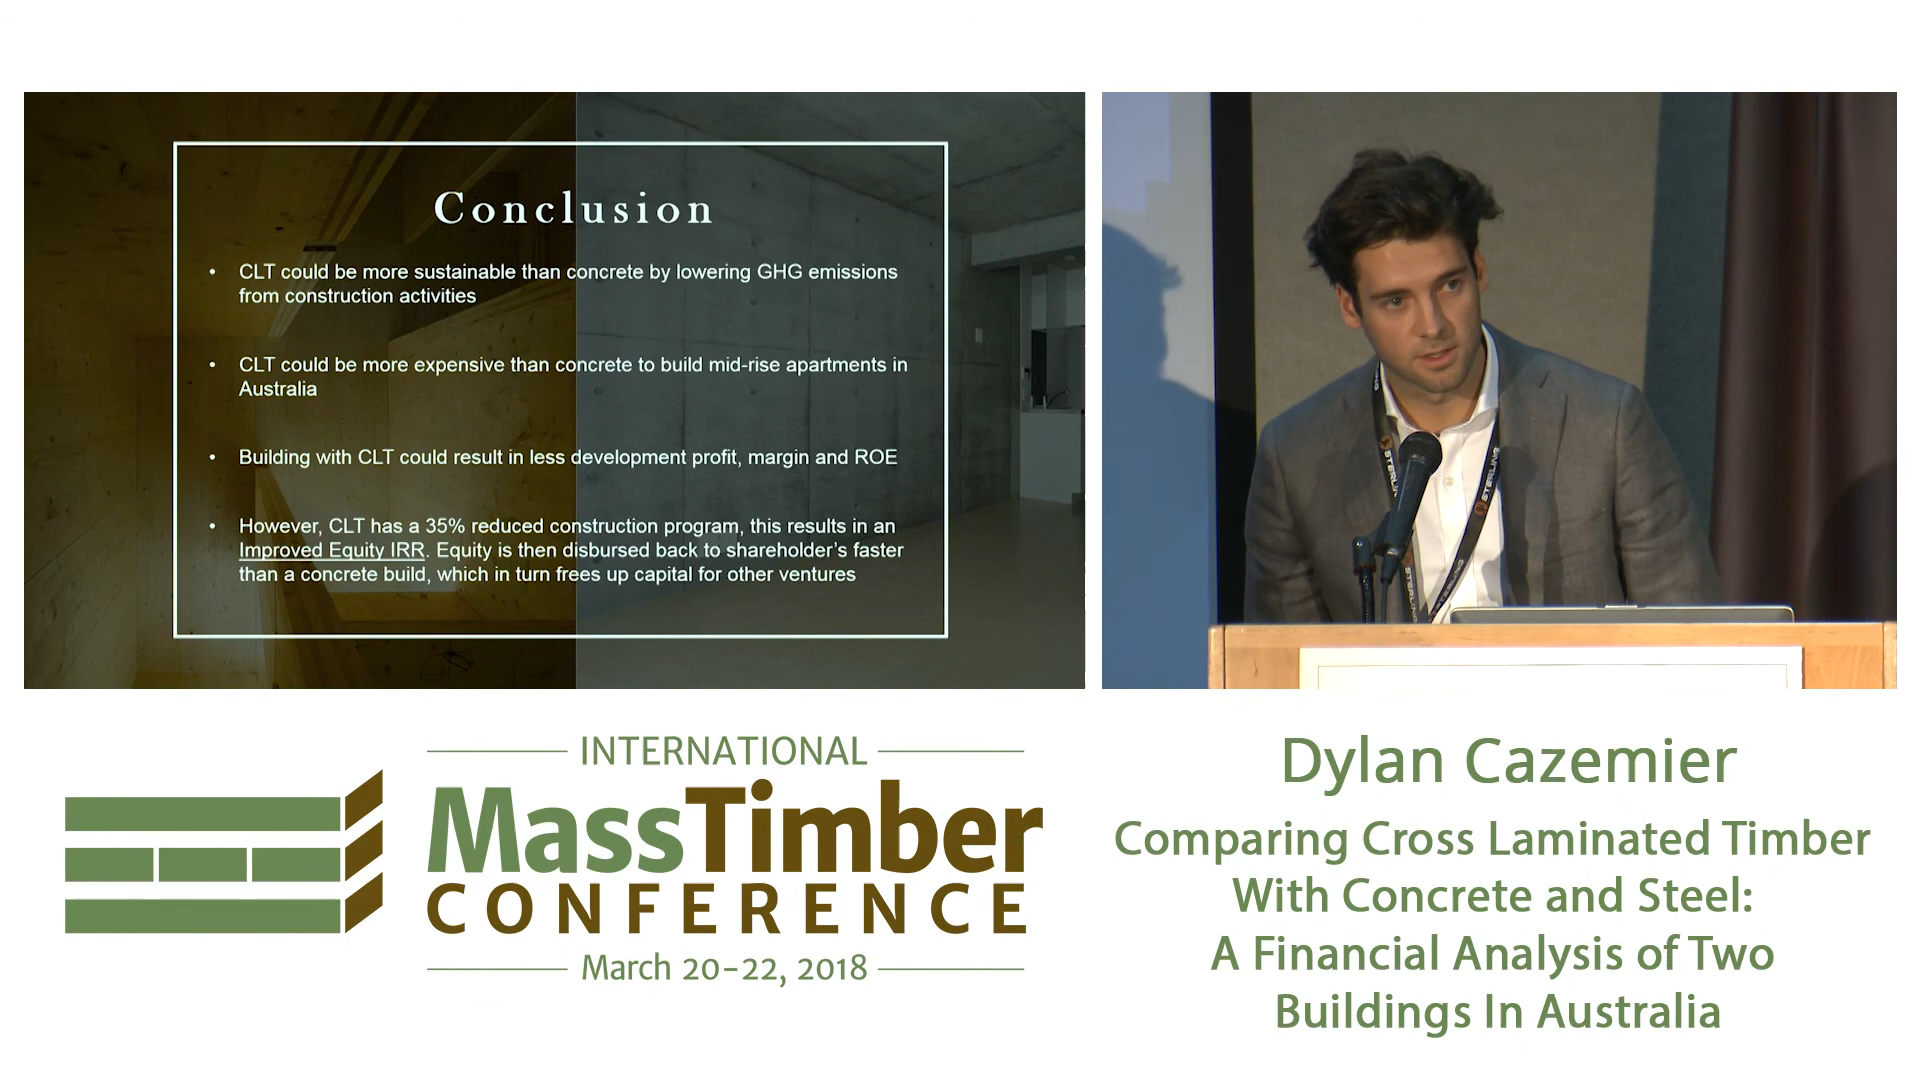 Conclusion
• CLT could be more sustainable than concrete by lowering GHG emissions
from construction activities
• CLT could be more expensive than concrete to build mid-rise apartments in
Australia
• Building with CLT could result in less development profit, margin and ROE
• However, CLT has a 35% reduced construction program, this results in an
Improved Equity IRR. Equity is then disbursed back to shareholder's faster
than a concrete build, which in turn frees up capital for other ventures
STERLING
STERLING
INTERNATIONAL
MassTimber
CONFERENCE
March 20-22, 2018
Dylan Cazemier
Comparing Cross Laminated Timber
With Concrete and Steel:
A Financial Analysis of Two
Buildings In Australia